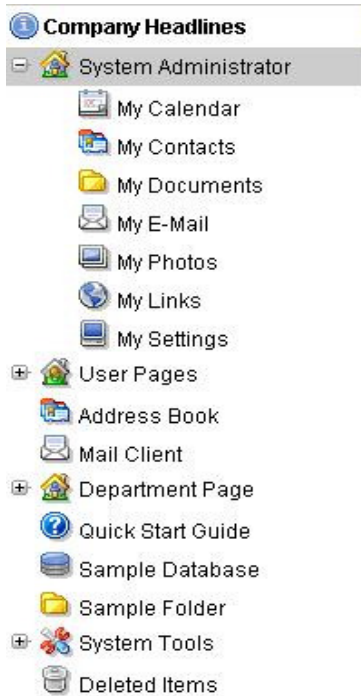 Company Headlines
System Administrator
My Calendar
My Contacts
My Documents
My E-Mail
My Photos
My Links
My Settings
User Pages
Address Book
Mail Client
Department Page
Quick Start Guide
Sample Database
Sample Folder
System Tools
Deleted Items